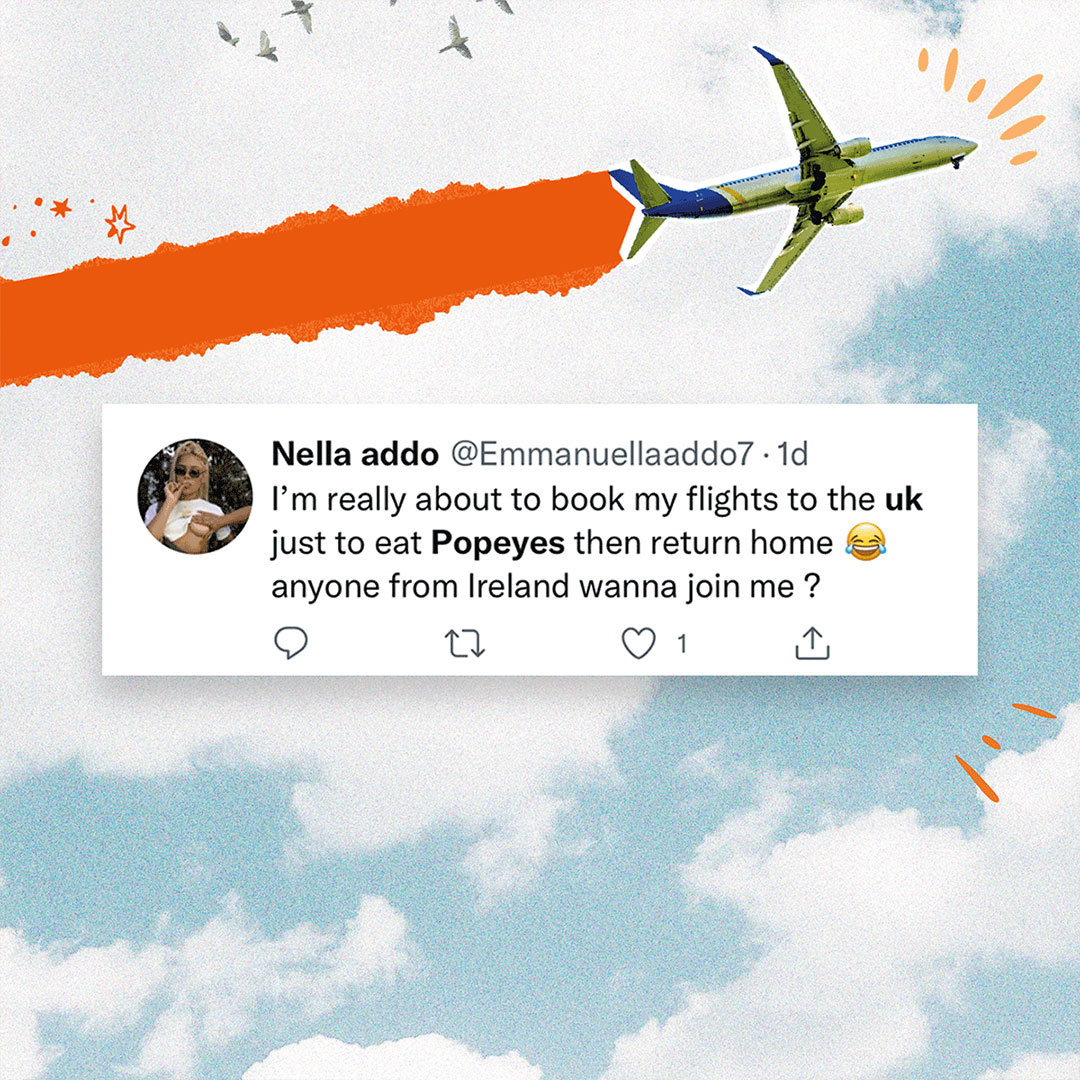 Nella addo @Emmanuellaaddo7 · 1d
I’m really about to book my flights to the uk
just to eat Popeyes then return home 😂
anyone from Ireland wanna join me ?
1